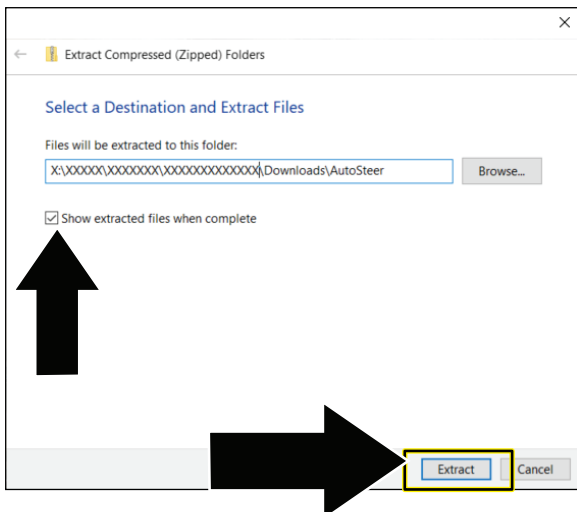 Extract Compressed (Zipped) Folders
Select a Destination and Extract Files
Files will be extracted to this folder:
X:\XXXXX\XXXXXXX\XXXXXXXXXXXXX\Downloads\AutoSteer
Browse...
Show extracted files when complete
Extract
Cancel